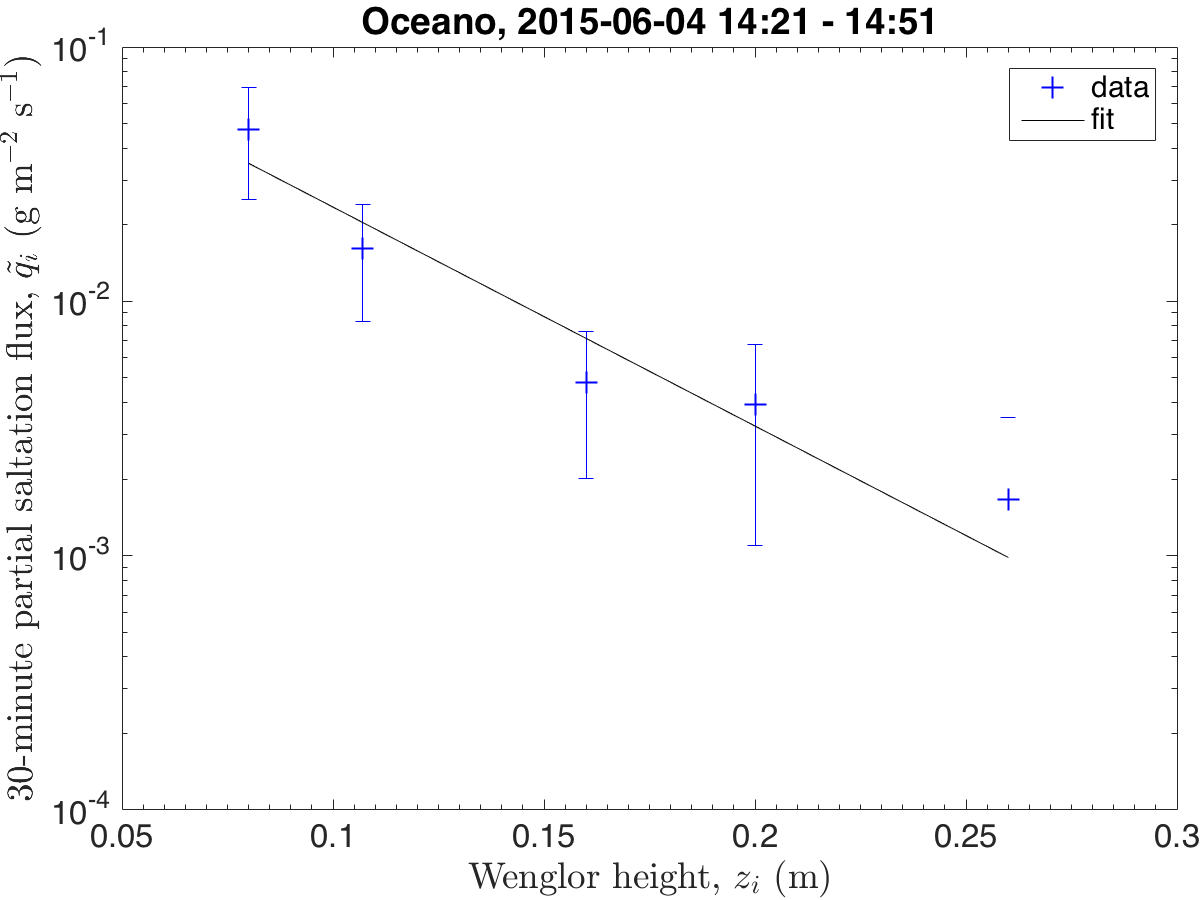 Oceano, 2015-06-04 14:21 - 14:51
30-minute partial saltation flux, q̃ᵢ (g m⁻² s⁻¹)
10⁻¹
10⁻²
10⁻³
10⁻⁴
data
fit
0.05 0.1 0.15 0.2 0.25 0.3
Wenglor height, zᵢ (m)